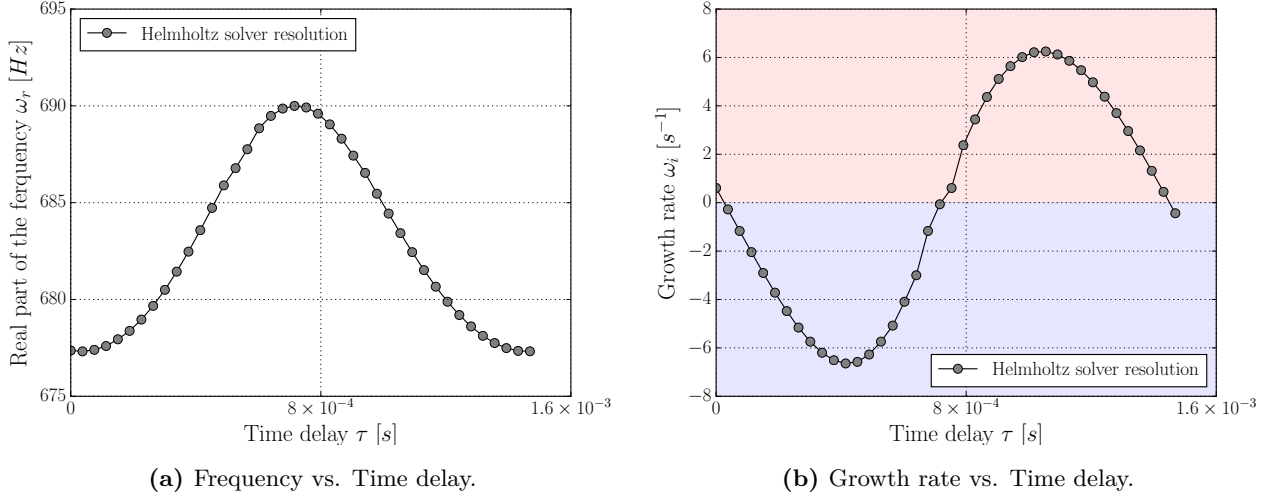 695
690
685
680
675
Real part of the ferquency ω_r [Hz]
Helmholtz solver resolution
0
8 × 10⁻⁴
1.6 × 10⁻³
Time delay τ [s]
(a) Frequency vs. Time delay.
8
6
4
2
0
−2
−4
−6
−8
Growth rate ω_i [s⁻¹]
Helmholtz solver resolution
0
8 × 10⁻⁴
1.6 × 10⁻³
Time delay τ [s]
(b) Growth rate vs. Time delay.